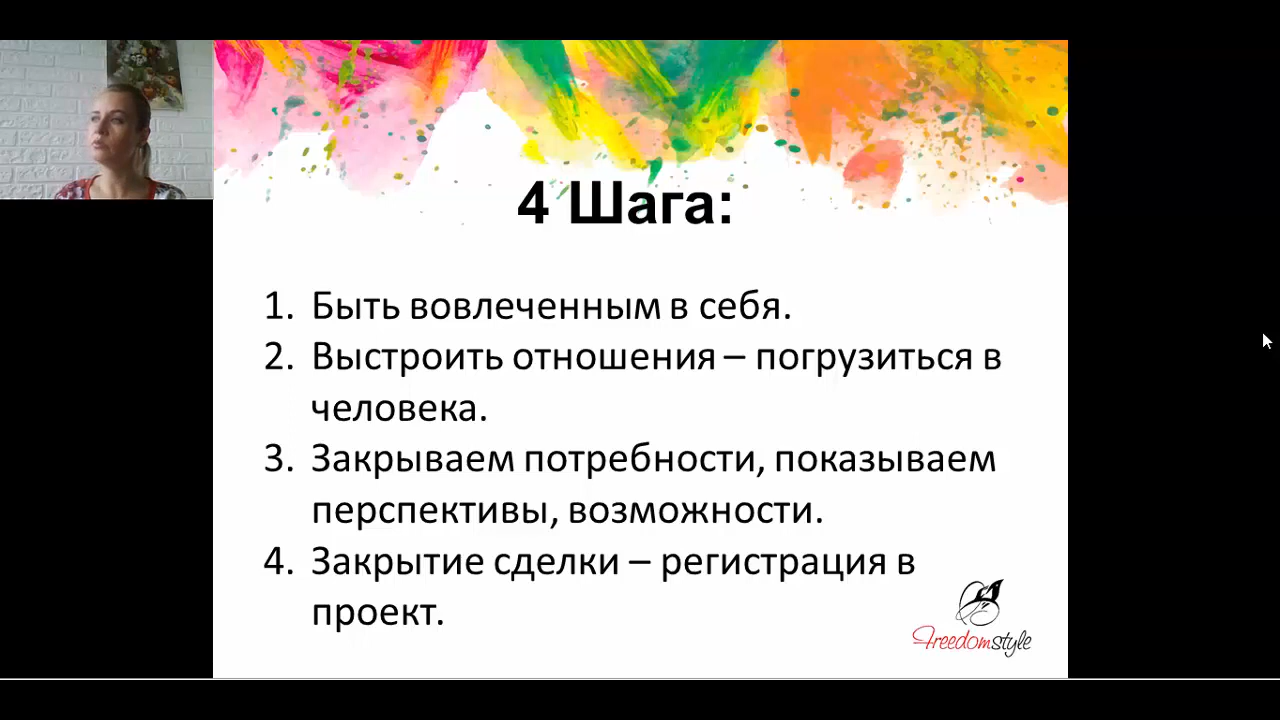 4 Шага:
1. Быть вовлеченным в себя.
2. Выстроить отношения – погрузиться в
человека.
3. Закрываем потребности, показываем
перспективы, возможности.
4. Закрытие сделки – регистрация в
проект.
Freedomstyle